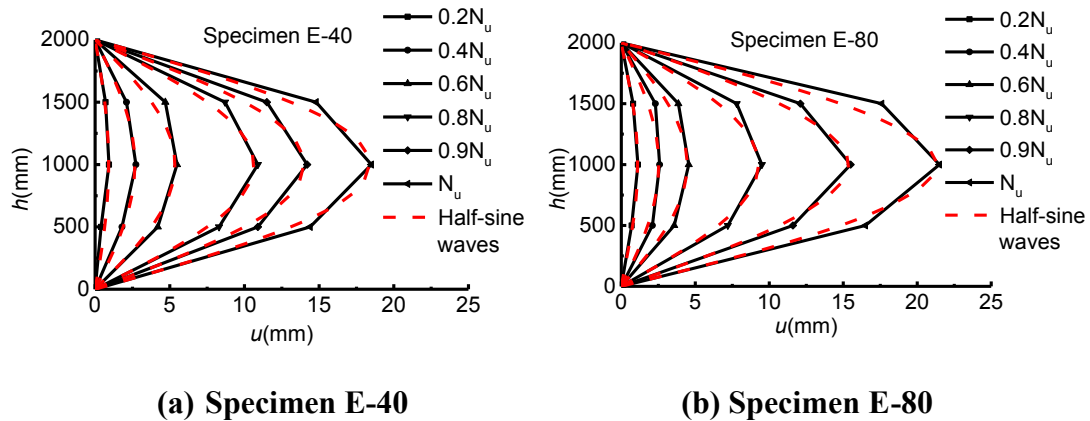 Specimen E-40
2000
1500
1000
500
0
h(mm)
0 5 10 15 20 25
u(mm)
0.2Nu
0.4Nu
0.6Nu
0.8Nu
0.9Nu
Nu
Half-sine
waves
(a) Specimen E-40
Specimen E-80
2000
1500
1000
500
0
h(mm)
0 5 10 15 20 25
u(mm)
0.2Nu
0.4Nu
0.6Nu
0.8Nu
0.9Nu
Nu
Half-sine
waves
(b) Specimen E-80